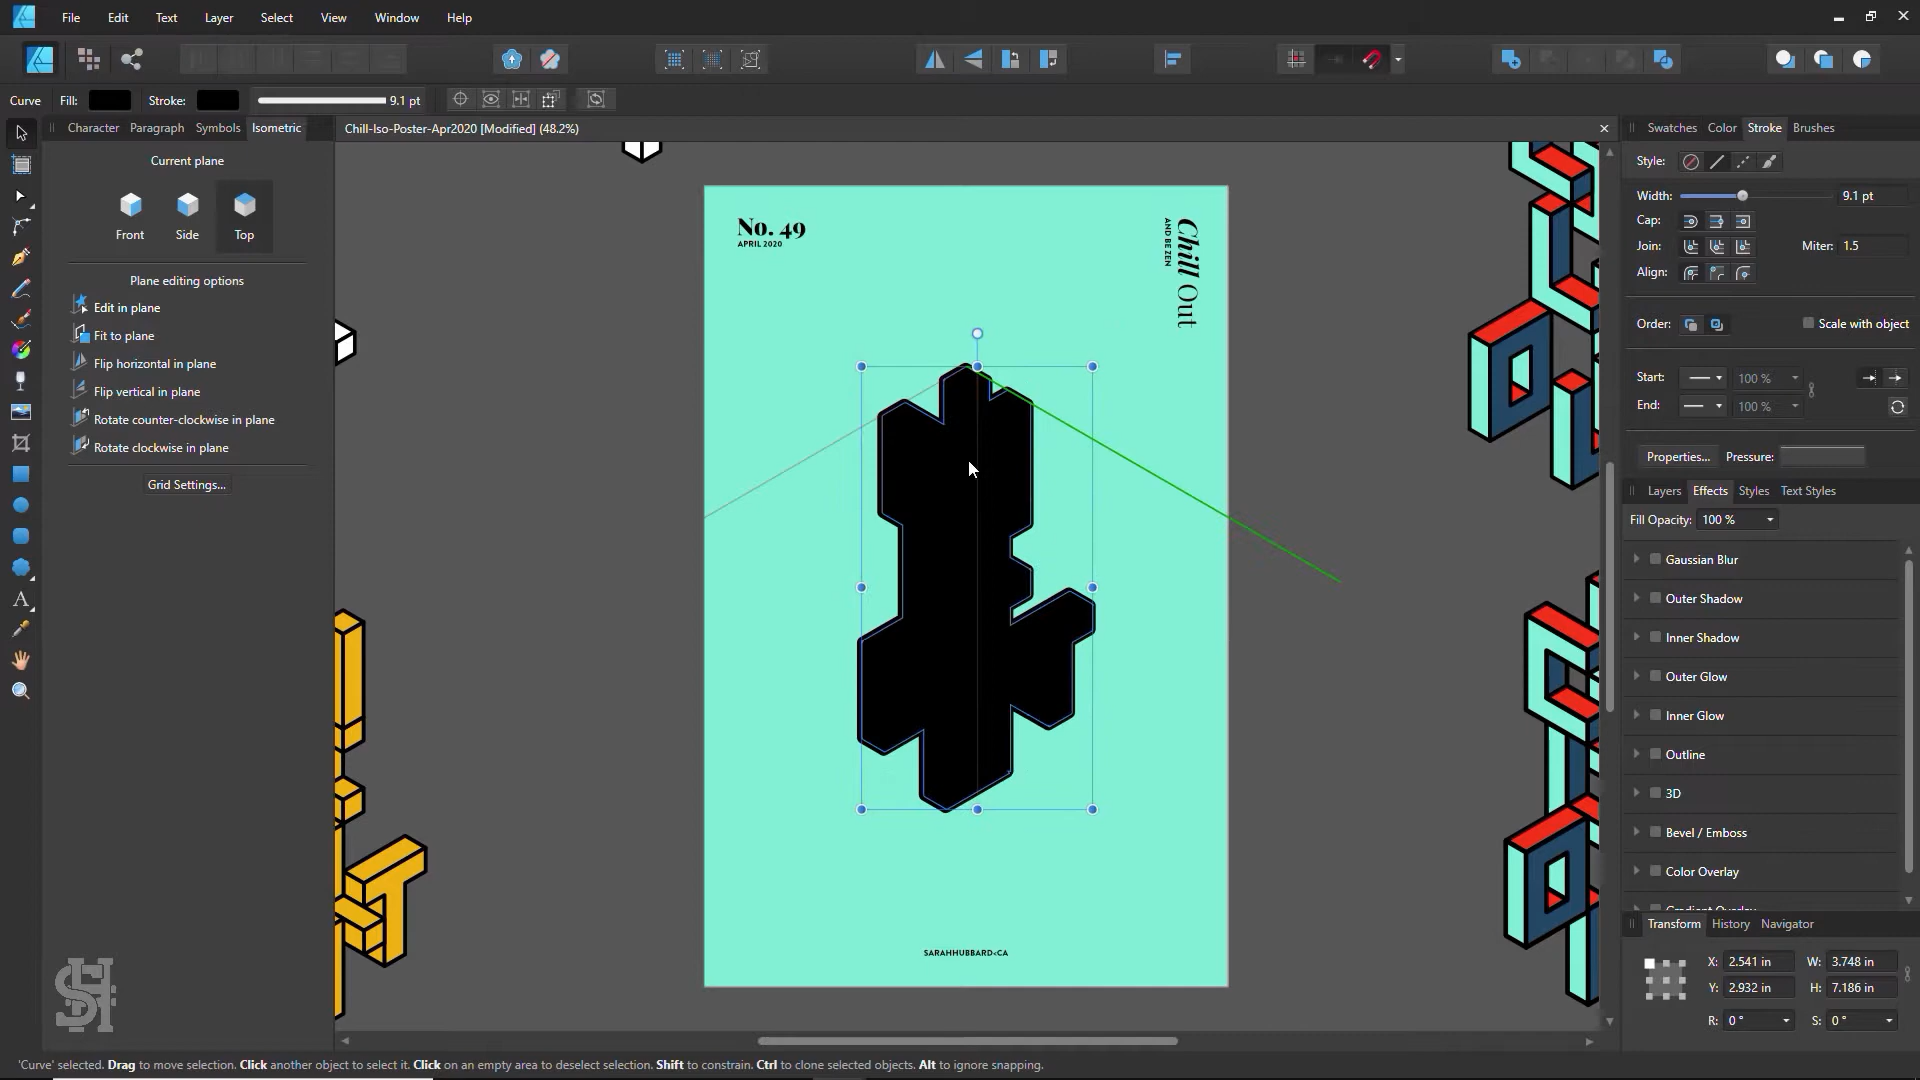 File Edit Text Layer Select View Window Help
Curve Fill: Stroke: 9.1 pt
Character Paragraph Symbols Isometric
Chill-Iso-Poster-Apr2020 [Modified] (48.2%)
Current plane
Front Side Top
Plane editing options
Edit in plane
Fit to plane
Flip horizontal in plane
Flip vertical in plane
Rotate counter-clockwise in plane
Rotate clockwise in plane
Grid Settings...
No. 49
APRIL 2020
Chill Out
AND BE ZEN
SARAHHUBBARD<CA
Swatches Color Stroke Brushes
Style:
Width: 9.1 pt
Cap:
Join: Miter: 1.5
Align:
Order: Scale with object
Start: 100 %
End: 100 %
Properties... Pressure:
Layers Effects Styles Text Styles
Fill Opacity: 100 %
Gaussian Blur
Outer Shadow
Inner Shadow
Outer Glow
Inner Glow
Outline
3D
Bevel / Emboss
Color Overlay
Gradient Overlay
Transform History Navigator
X: 2.541 in W: 3.748 in
Y: 2.932 in H: 7.186 in
R: 0 ° S: 0 °
SH
'Curve' selected. Drag to move selection. Click another object to select it. Click on an empty area to deselect selection. Shift to constrain. Ctrl to clone selected objects. Alt to ignore snapping.